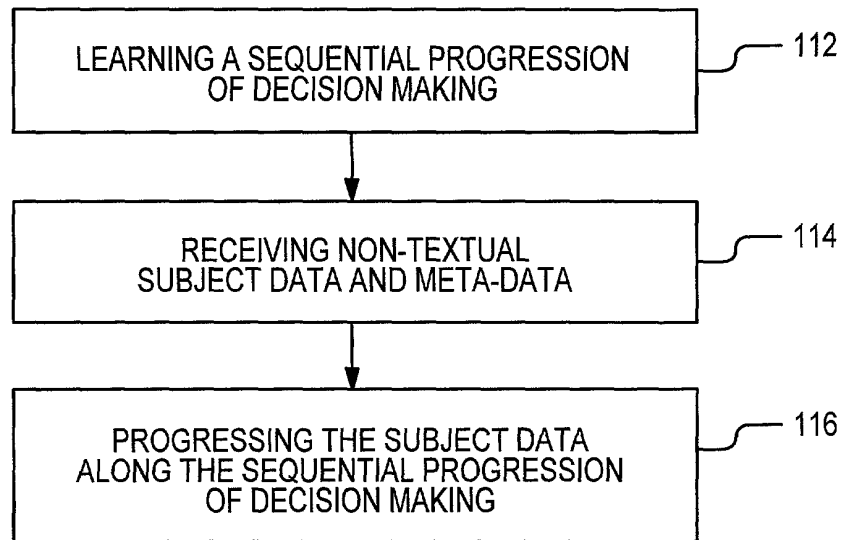 LEARNING A SEQUENTIAL PROGRESSION
OF DECISION MAKING
112
RECEIVING NON-TEXTUAL
SUBJECT DATA AND META-DATA
114
PROGRESSING THE SUBJECT DATA
ALONG THE SEQUENTIAL PROGRESSION
OF DECISION MAKING
116